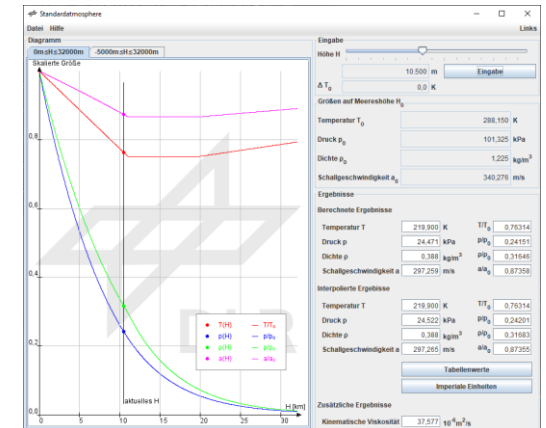 Standardatmosphere
Datei Hilfe Links
Diagramm
0m≤H≤32000m -5000m≤H≤32000m
Skalierte Größe
0,8
0,6
0,4
0,2
0,0
0 5 10 15 20 25 30
H [km]
aktuelles H
T(H) — T/T₀
p(H) — p/p₀
ρ(H) — ρ/ρ₀
a(H) — a/a₀
DLR
Eingabe
Höhe H
10.500 m Eingabe
Δ T₀ 0,0 K
Größen auf Meereshöhe H₀
Temperatur T₀ 288,150 K
Druck p₀ 101,325 kPa
Dichte ρ₀ 1,225 kg/m³
Schallgeschwindigkeit a₀ 340,276 m/s
Ergebnisse
Berechnete Ergebnisse
Temperatur T 219,900 K T/T₀ 0,76314
Druck p 24,471 kPa p/p₀ 0,24151
Dichte ρ 0,388 kg/m³ ρ/ρ₀ 0,31646
Schallgeschwindigkeit a 297,259 m/s a/a₀ 0,87358
Interpolierte Ergebnisse
Temperatur T 219,900 K T/T₀ 0,76314
Druck p 24,522 kPa p/p₀ 0,24201
Dichte ρ 0,388 kg/m³ ρ/ρ₀ 0,31683
Schallgeschwindigkeit a 297,265 m/s a/a₀ 0,87355
Tabellenwerte
Imperiale Einheiten
Zusätzliche Ergebnisse
Kinematische Viskosität 37,577 10⁻⁶m²/s